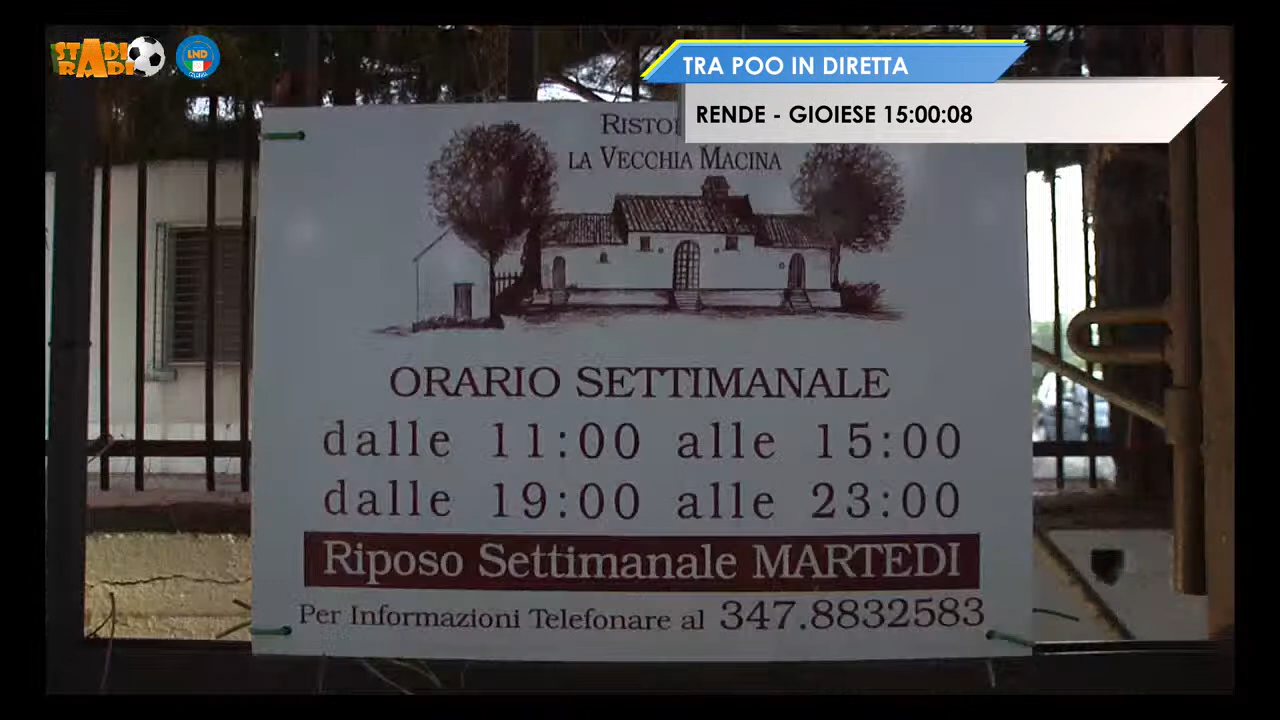 STADI
RADI
LND
TRA POO IN DIRETTA
RENDE - GIOIESE 15:00:08
LA VECCHIA MACINA
ORARIO SETTIMANALE
dalle 11:00 alle 15:00
dalle 19:00 alle 23:00
Riposo Settimanale MARTEDI
Per Informazioni Telefonare al 347.8832583